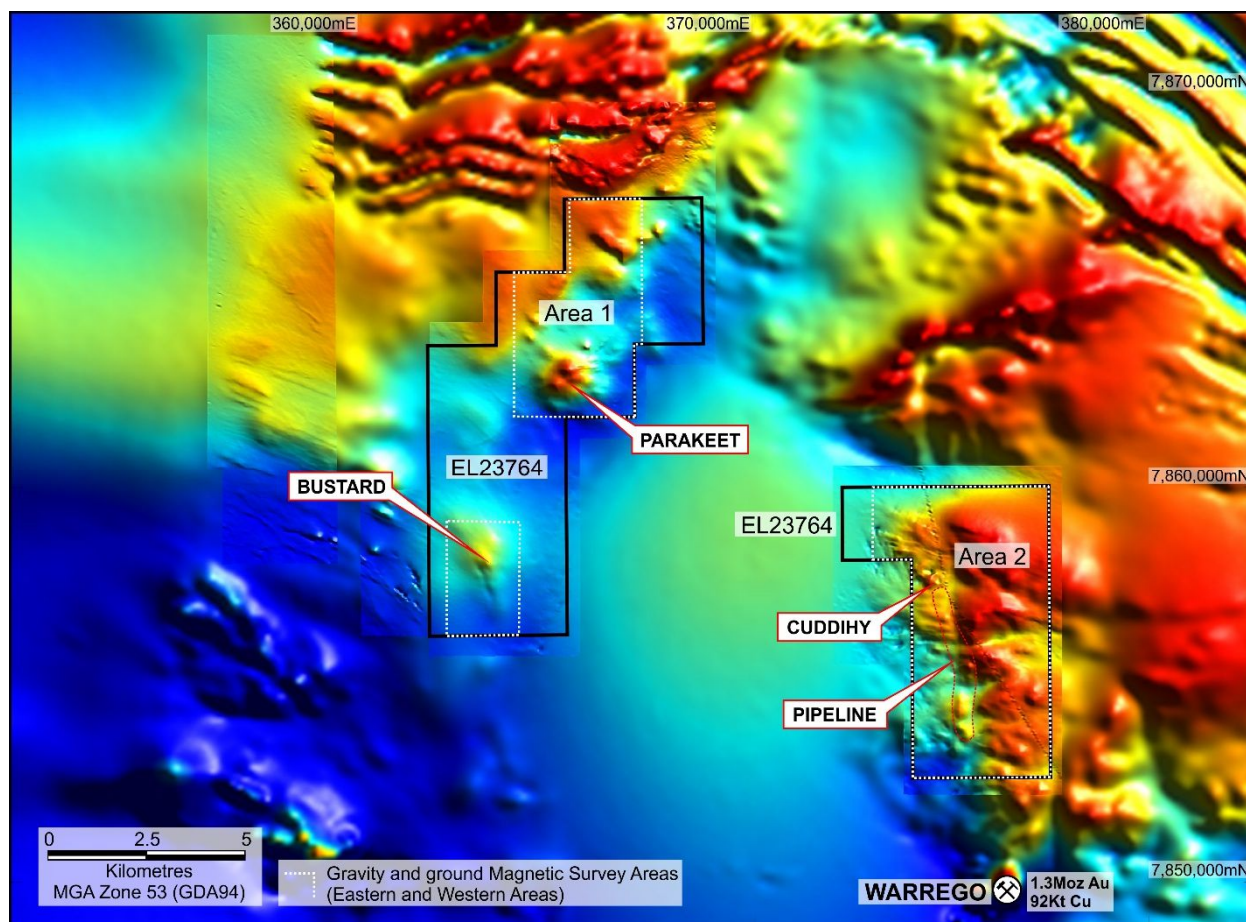 360,000mE
370,000mE
380,000mE
7,870,000mN
Area 1
PARAKEET
EL23764
BUSTARD
7,860,000mN
EL23764
Area 2
CUDDIHY
PIPELINE
0 2.5 5
Kilometres
MGA Zone 53 (GDA94)
Gravity and ground Magnetic Survey Areas
(Eastern and Western Areas)
7,850,000mN
WARREGO
1.3Moz Au
92Kt Cu